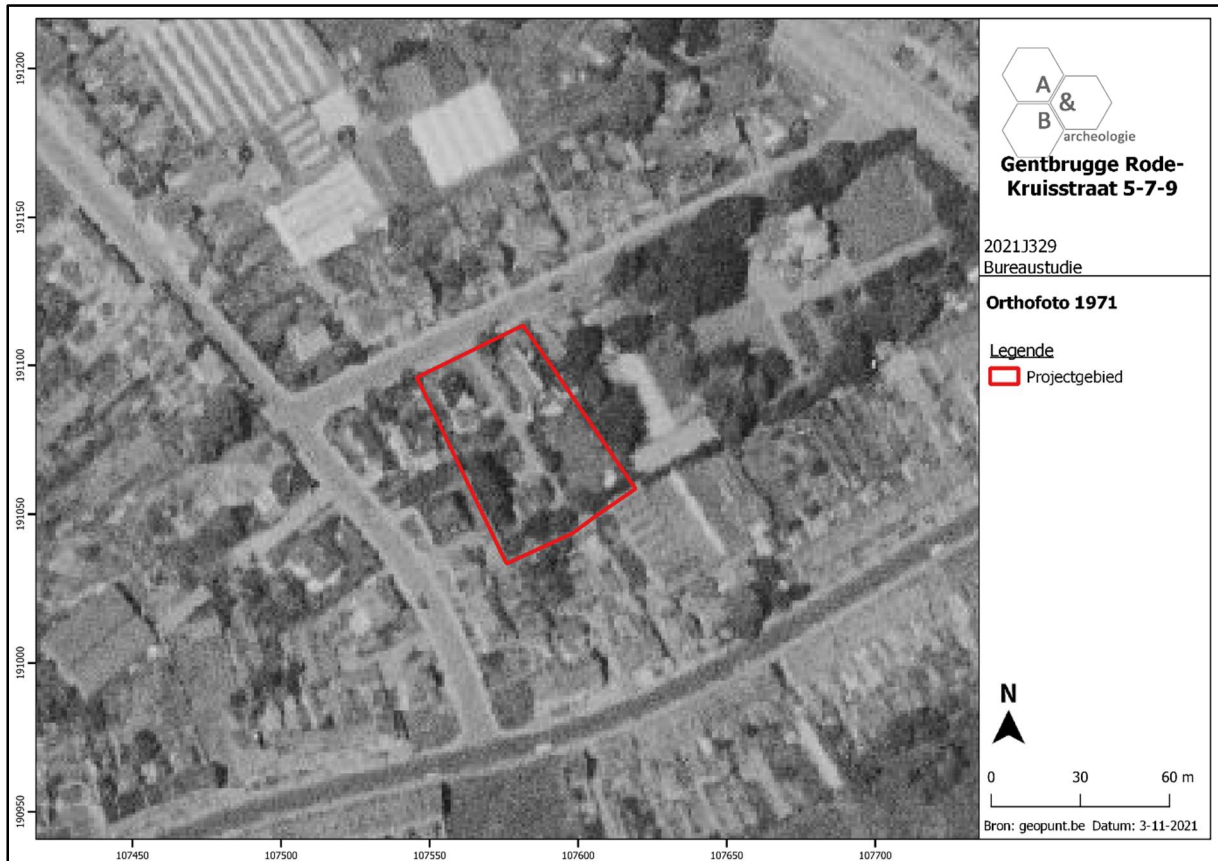 191200
191150
191100
191050
191000
190950
107450
107500
107550
107600
107650
107700
A
&
B
archeologie
Gentbrugge Rode-
Kruisstraat 5-7-9
2021J329
Bureaustudie
Orthofoto 1971
Legende
Projectgebied
N
0 30 60 m
Bron: geopunt.be Datum: 3-11-2021